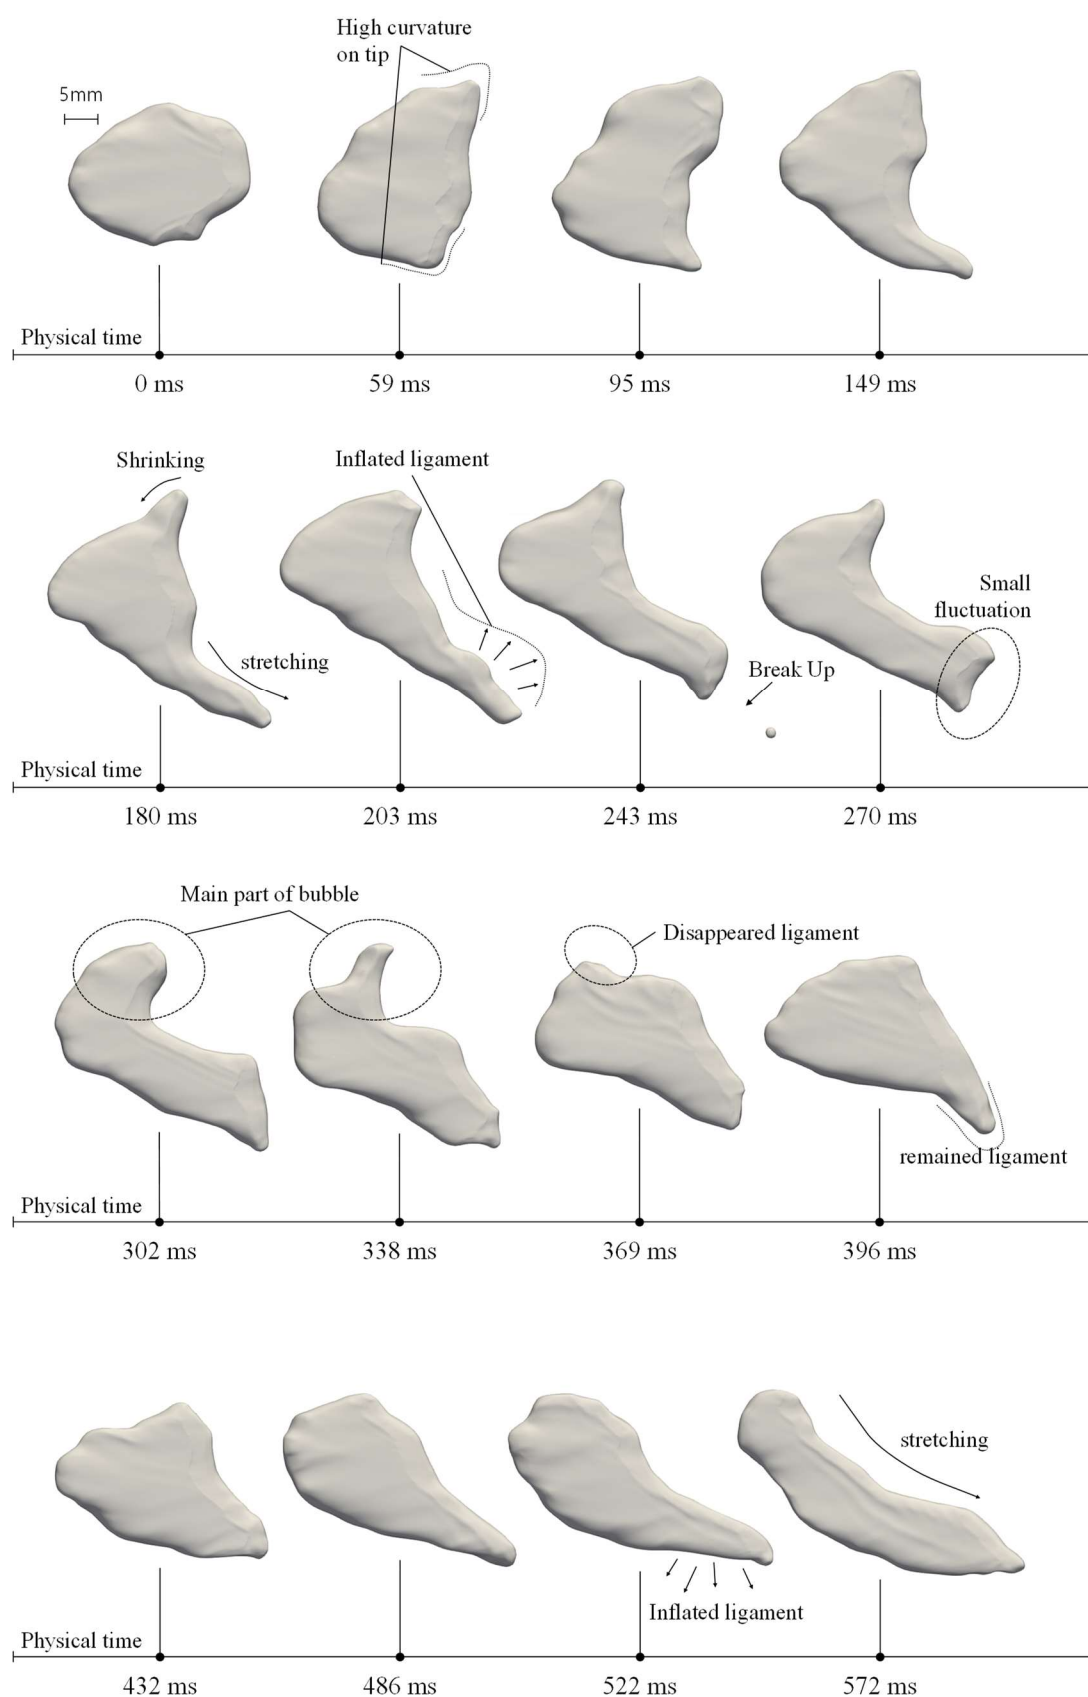 High curvature
on tip
5mm
Physical time
0 ms
59 ms
95 ms
149 ms
Shrinking
Inflated ligament
Small
fluctuation
stretching
Break Up
Physical time
180 ms
203 ms
243 ms
270 ms
Main part of bubble
Disappeared ligament
remained ligament
Physical time
302 ms
338 ms
369 ms
396 ms
stretching
Inflated ligament
Physical time
432 ms
486 ms
522 ms
572 ms